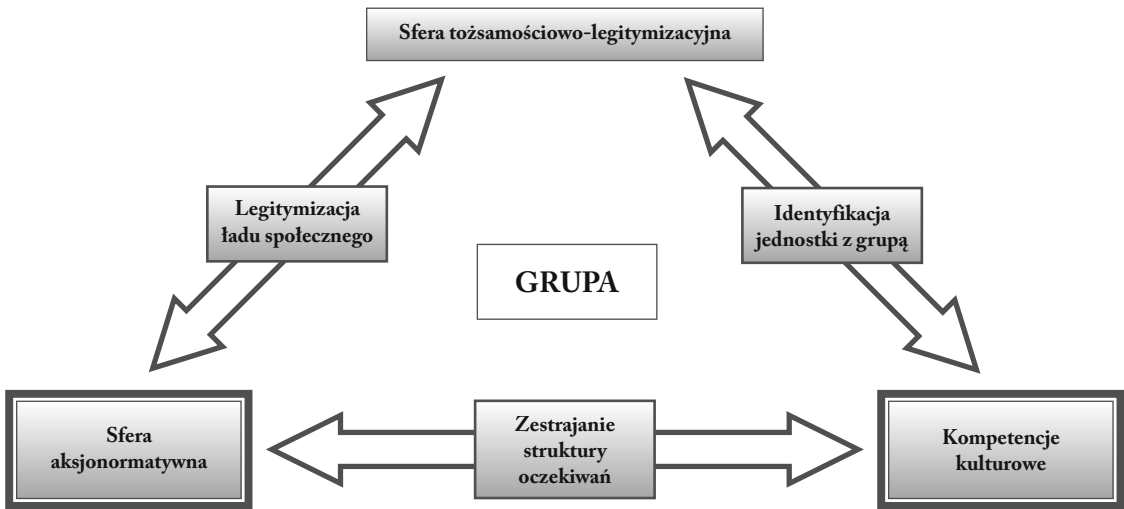 Sfera tożsamościowo-legitymizacyjna
Legitymizacja
ładu społecznego
Identyfikacja
jednostki z grupą
GRUPA
Sfera
aksjonormatywna
Zestrajanie
struktury
oczekiwań
Kompetencje
kulturowe